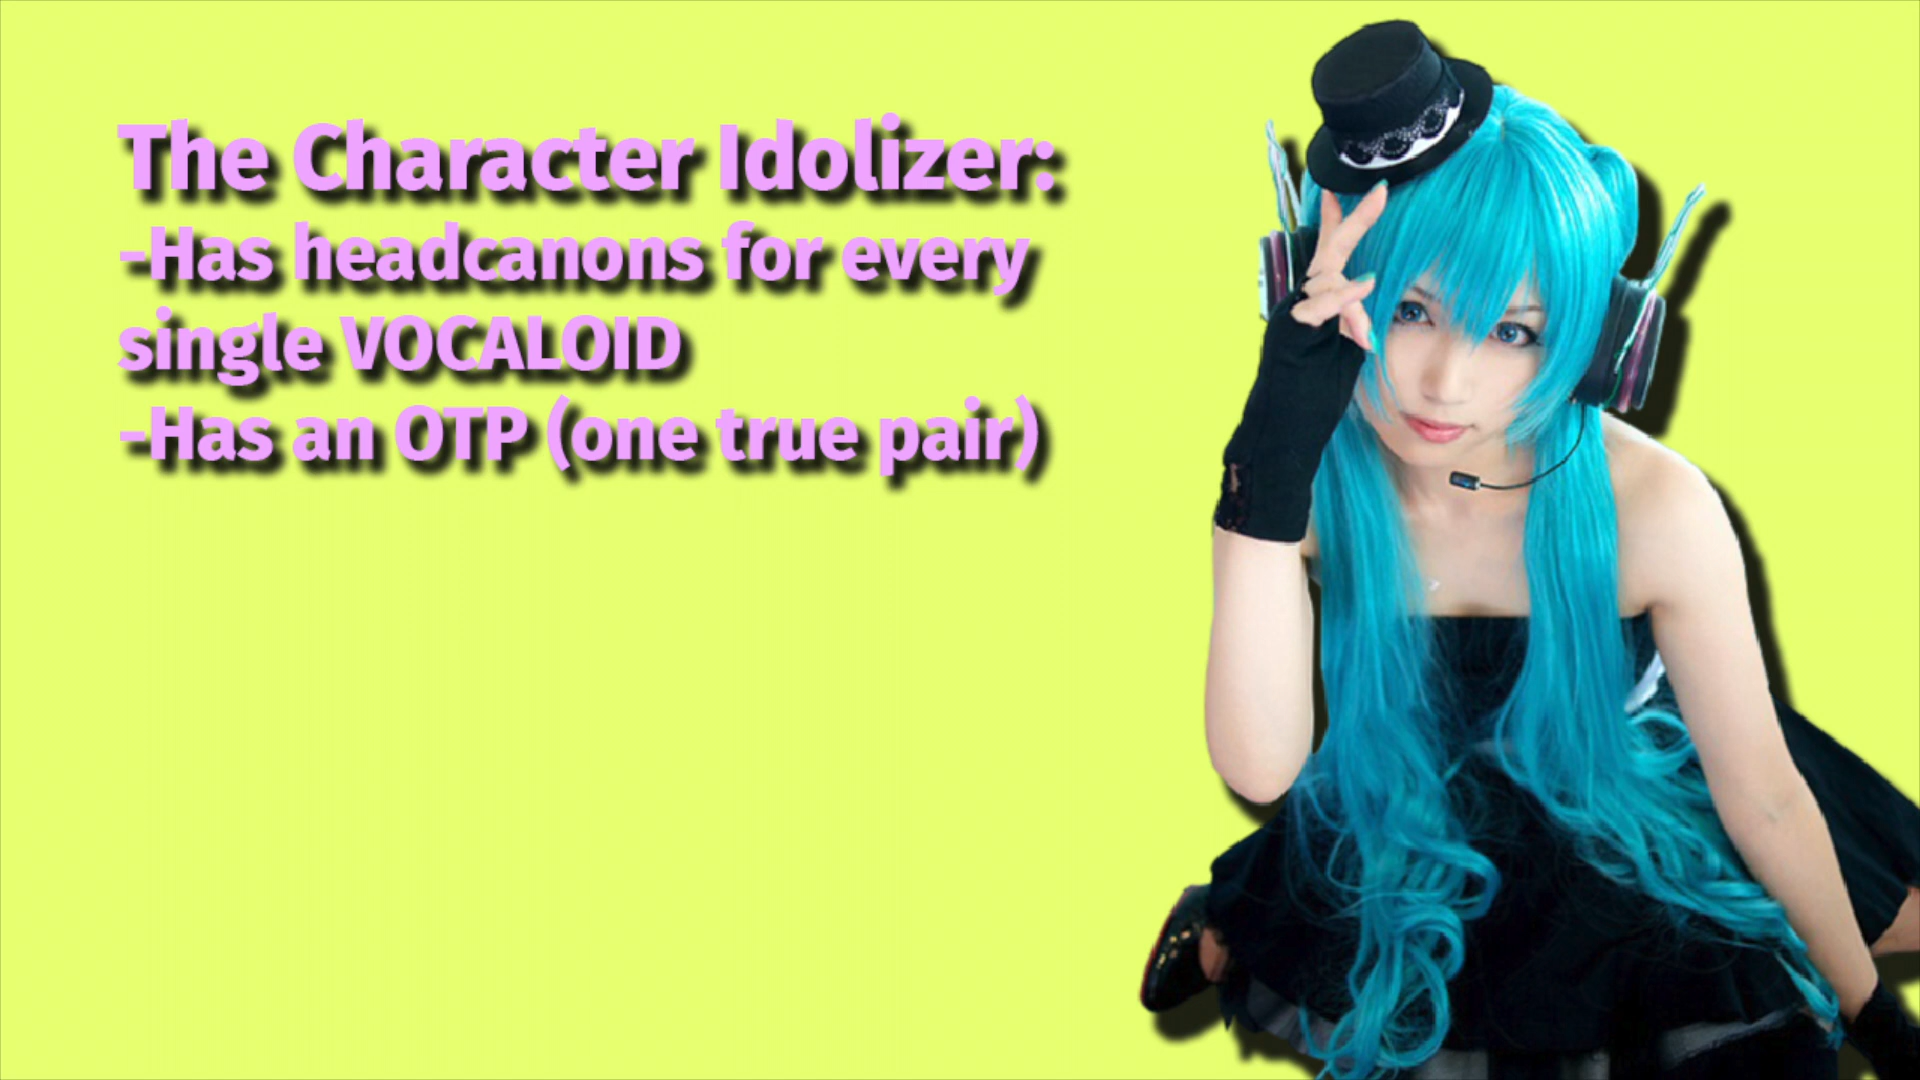 The Character Idolizer:
-Has headcanons for every
single VOCALOID
-Has an OTP (one true pair)